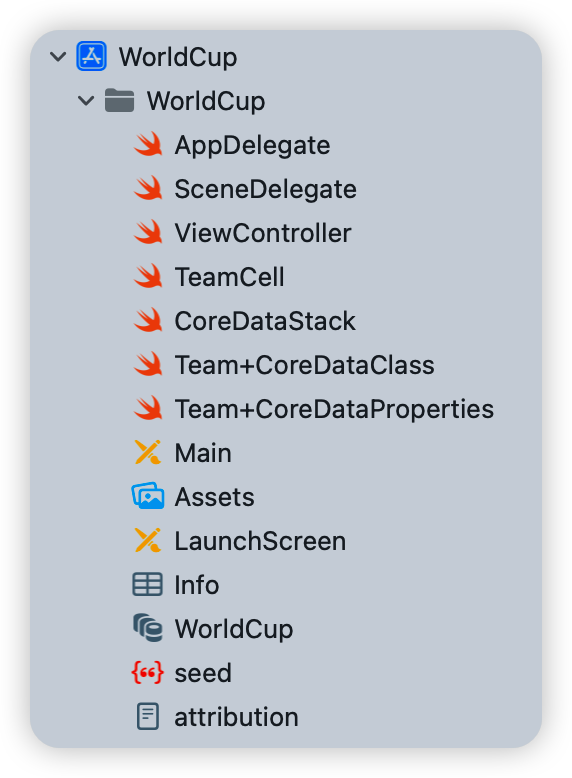 WorldCup
WorldCup
AppDelegate
SceneDelegate
ViewController
TeamCell
CoreDataStack
Team+CoreDataClass
Team+CoreDataProperties
Main
Assets
LaunchScreen
Info
WorldCup
seed
attribution